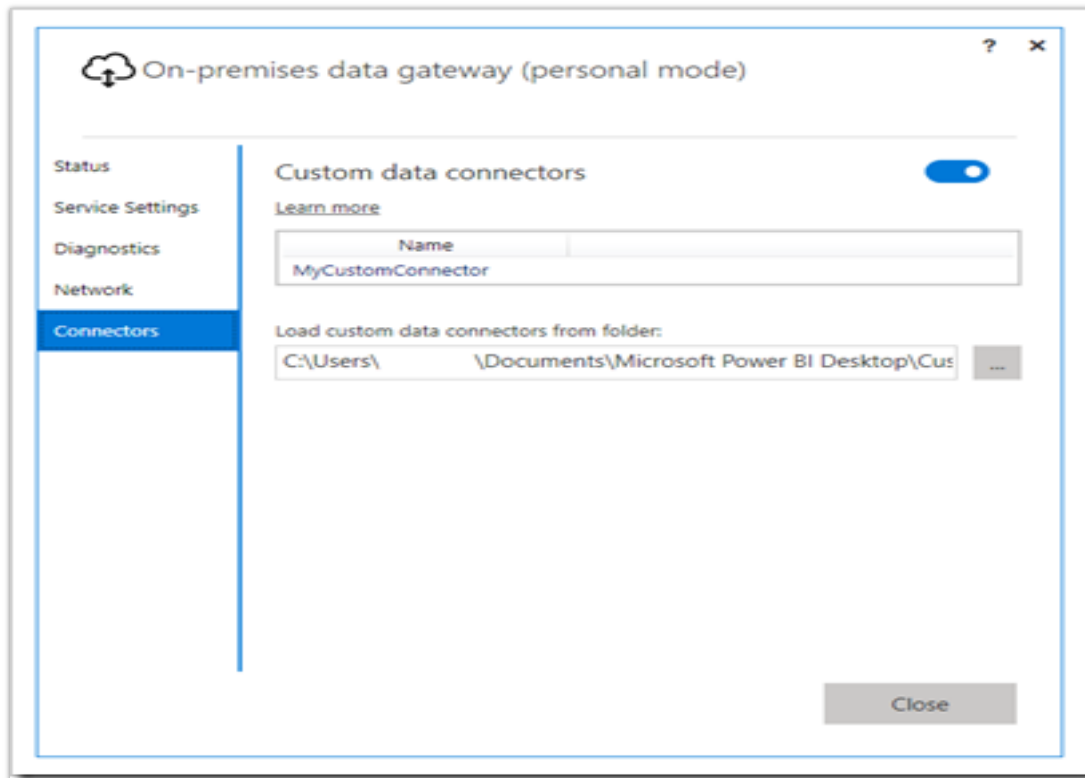 ? ×
On-premises data gateway (personal mode)
Status
Service Settings
Diagnostics
Network
Connectors
Custom data connectors
Learn more
Name
MyCustomConnector
Load custom data connectors from folder:
C:\Users\ \Documents\Microsoft Power BI Desktop\Cus
...
Close